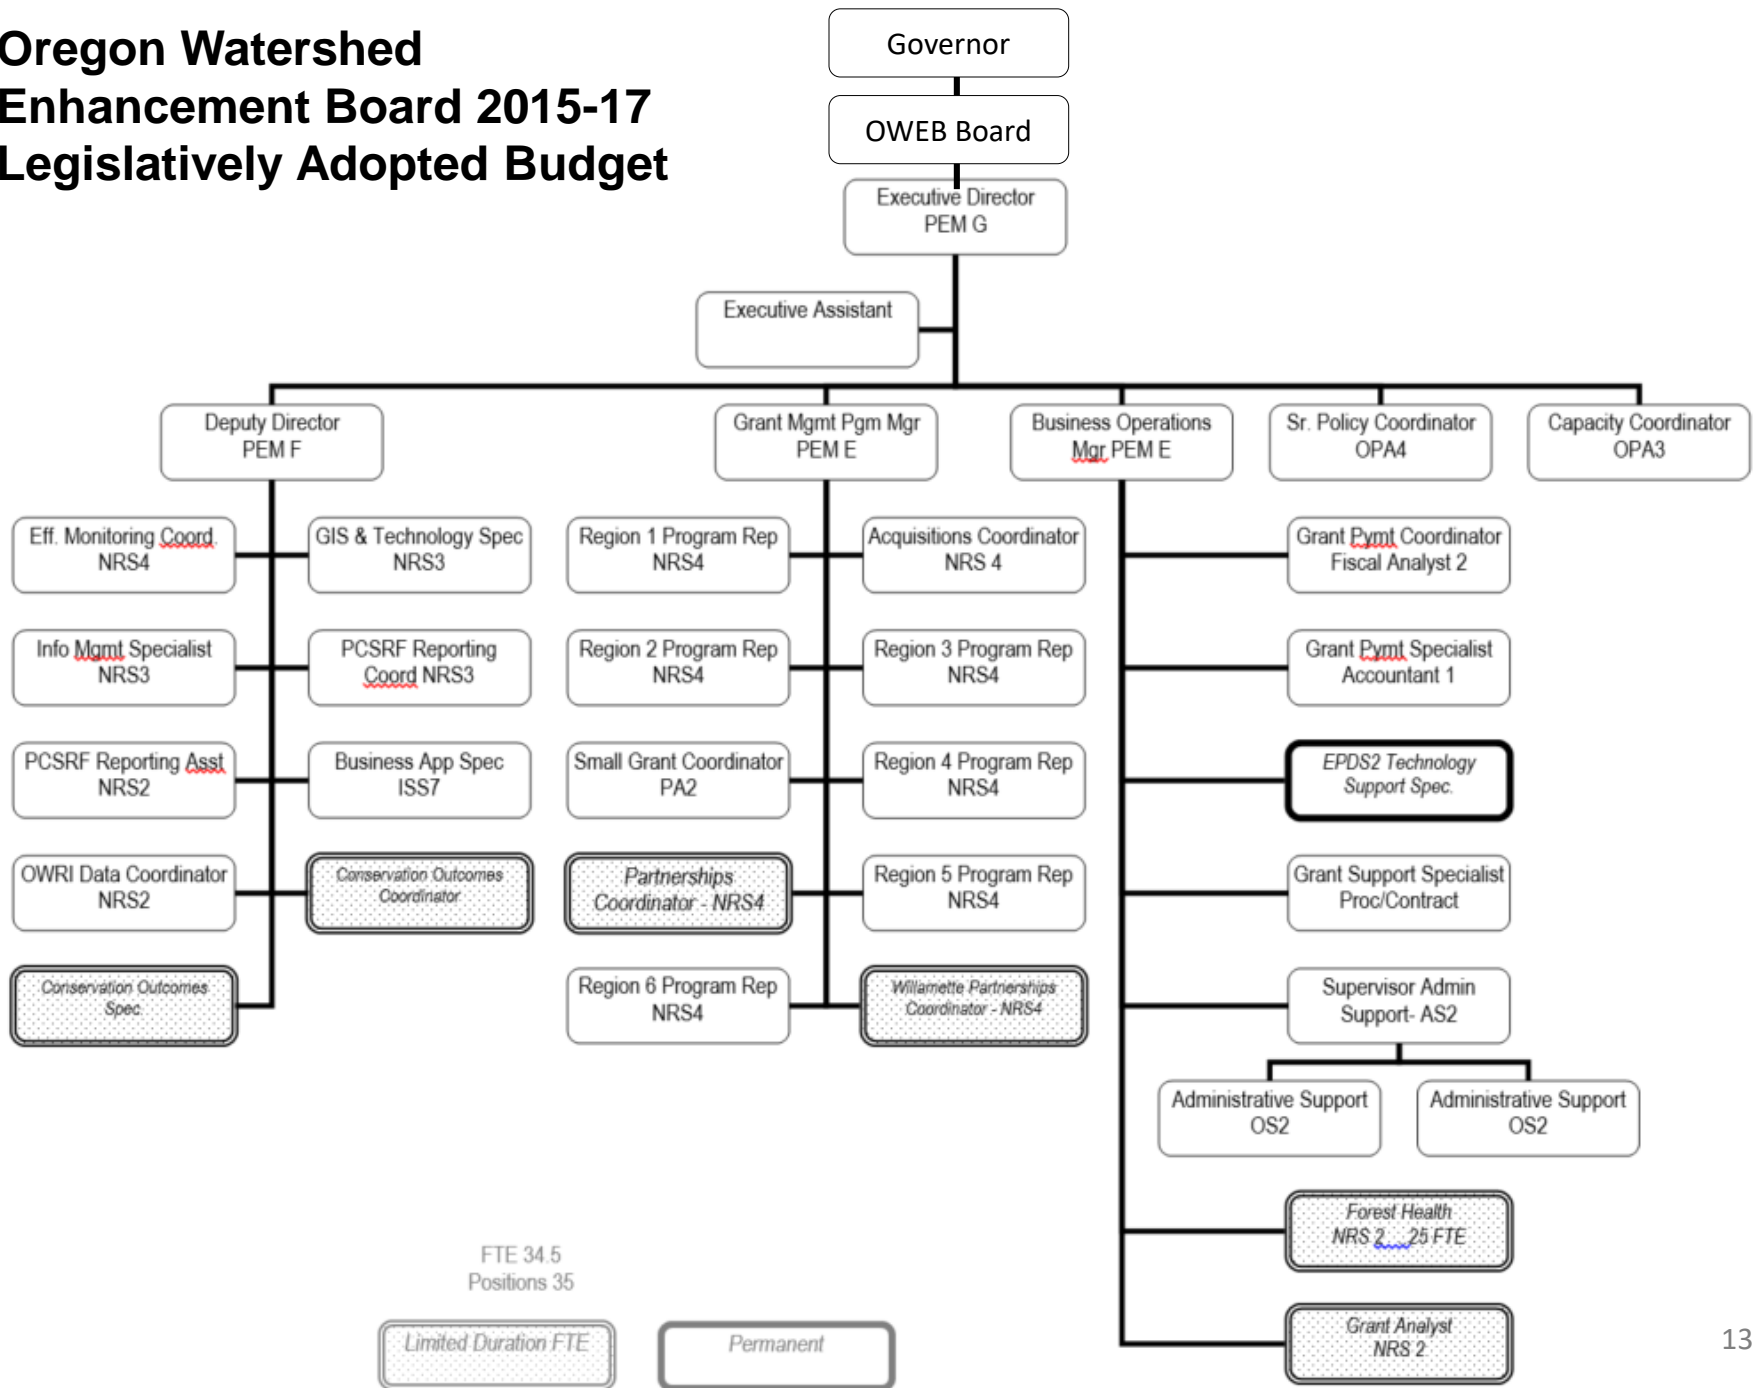 Oregon Watershed
Enhancement Board 2015-17
Legislatively Adopted Budget
Governor
OWEB Board
Executive Director
PEM G
Executive Assistant
Deputy Director
PEM F
Grant Mgmt Pgm Mgr
PEM E
Business Operations
Mgr PEM E
Sr. Policy Coordinator
OPA4
Capacity Coordinator
OPA3
Eff. Monitoring Coord.
NRS4
GIS & Technology Spec
NRS3
Info Mgmt Specialist
NRS3
PCSRF Reporting
Coord NRS3
PCSRF Reporting Asst
NRS2
Business App Spec
ISS7
OWRI Data Coordinator
NRS2
Conservation Outcomes
Coordinator
Conservation Outcomes
Spec.
Region 1 Program Rep
NRS4
Acquisitions Coordinator
NRS 4
Region 2 Program Rep
NRS4
Region 3 Program Rep
NRS4
Small Grant Coordinator
PA2
Region 4 Program Rep
NRS4
Partnerships
Coordinator - NRS4
Region 5 Program Rep
NRS4
Region 6 Program Rep
NRS4
Willamette Partnerships
Coordinator - NRS4
Grant Pymt Coordinator
Fiscal Analyst 2
Grant Pymt Specialist
Accountant 1
EPDS2 Technology
Support Spec.
Grant Support Specialist
Proc/Contract
Supervisor Admin
Support- AS2
Administrative Support
OS2
Administrative Support
OS2
Forest Health
NRS 2 .25 FTE
Grant Analyst
NRS 2
FTE 34.5
Positions 35
Limited Duration FTE
Permanent
13